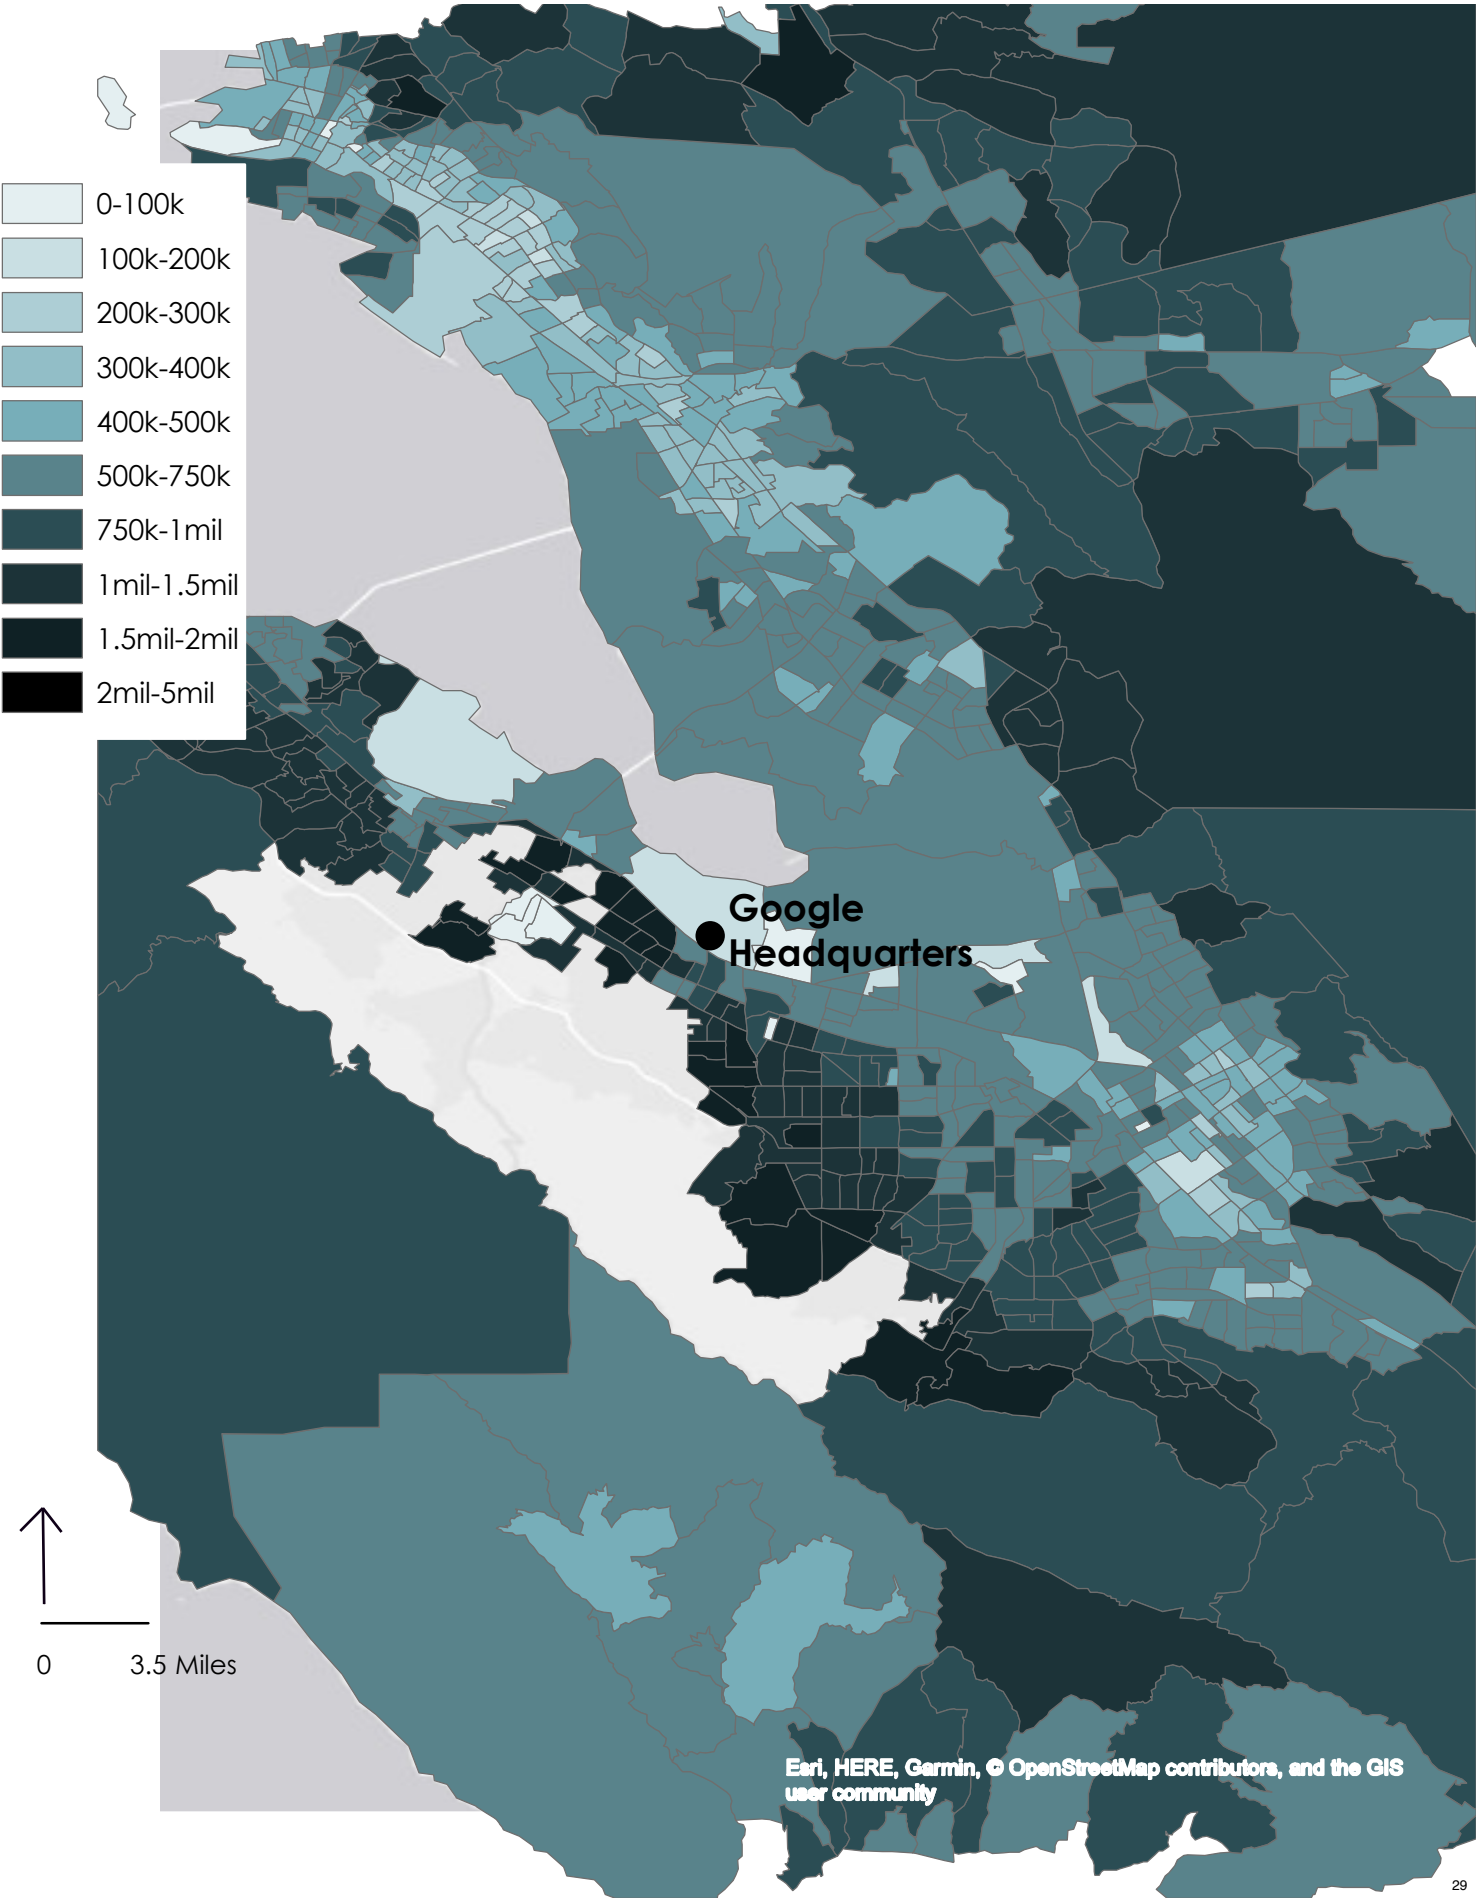 0-100k
100k-200k
200k-300k
300k-400k
400k-500k
500k-750k
750k-1mil
1mil-1.5mil
1.5mil-2mil
2mil-5mil
Google
Headquarters
0 3.5 Miles
Esri, HERE, Garmin, © OpenStreetMap contributors, and the GIS
user community
29